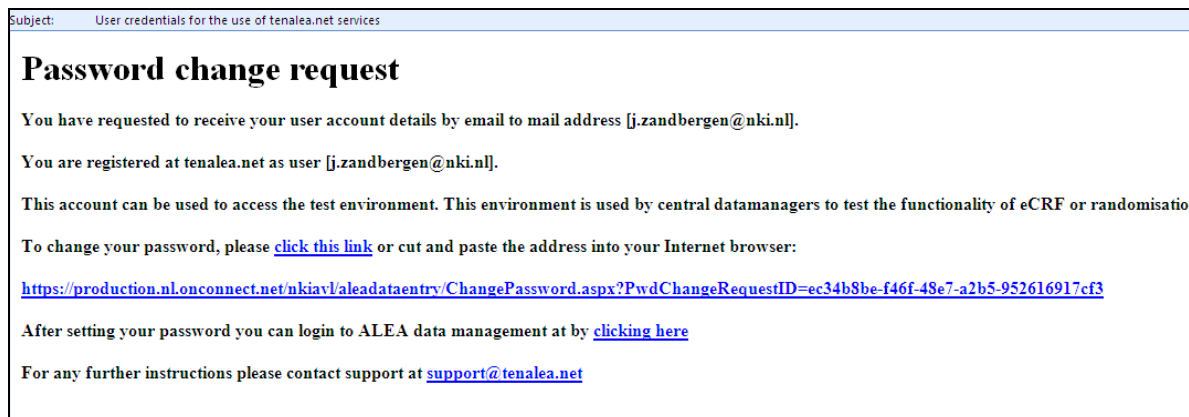 Subject: User credentials for the use of tenalea.net services
Password change request
You have requested to receive your user account details by email to mail address [j.zandbergen@nki.nl].
You are registered at tenalea.net as user [j.zandbergen@nki.nl].
This account can be used to access the test environment. This environment is used by central datamanagers to test the functionality of eCRF or randomisatio
To change your password, please click this link or cut and paste the address into your Internet browser:
https://production.nl.onconnect.net/nkiavl/aleadataentry/ChangePassword.aspx?PwdChangeRequestID=ec34b8be-f46f-48e7-a2b5-952616917cf3
After setting your password you can login to ALEA data management at by clicking here
For any further instructions please contact support at support@tenalea.net